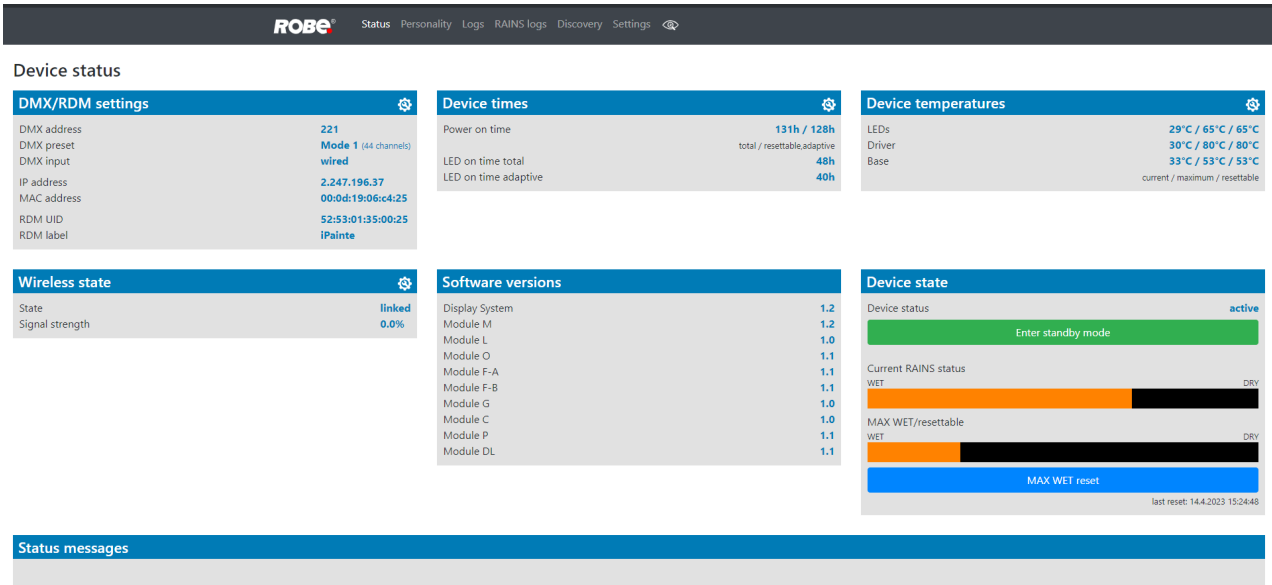 ROBE®
Status Personality Logs RAINS logs Discovery Settings
Device status
DMX/RDM settings
DMX address 221
DMX preset Mode 1 (44 channels)
DMX input wired
IP address 2.247.196.37
MAC address 00:0d:19:06:c4:25
RDM UID 52:53:01:35:00:25
RDM label iPainte
Device times
Power on time 131h / 128h
total / resettable,adaptive
LED on time total 48h
LED on time adaptive 40h
Device temperatures
LEDs 29°C / 65°C / 65°C
Driver 30°C / 80°C / 80°C
Base 33°C / 53°C / 53°C
current / maximum / resettable
Wireless state
State linked
Signal strength 0.0%
Software versions
Display System 1.2
Module M 1.2
Module L 1.0
Module O 1.1
Module F-A 1.1
Module F-B 1.1
Module G 1.0
Module C 1.0
Module P 1.1
Module DL 1.1
Device state
Device status active
Enter standby mode
Current RAINS status
WET DRY
MAX WET/resettable
WET DRY
MAX WET reset
last reset: 14.4.2023 15:24:48
Status messages